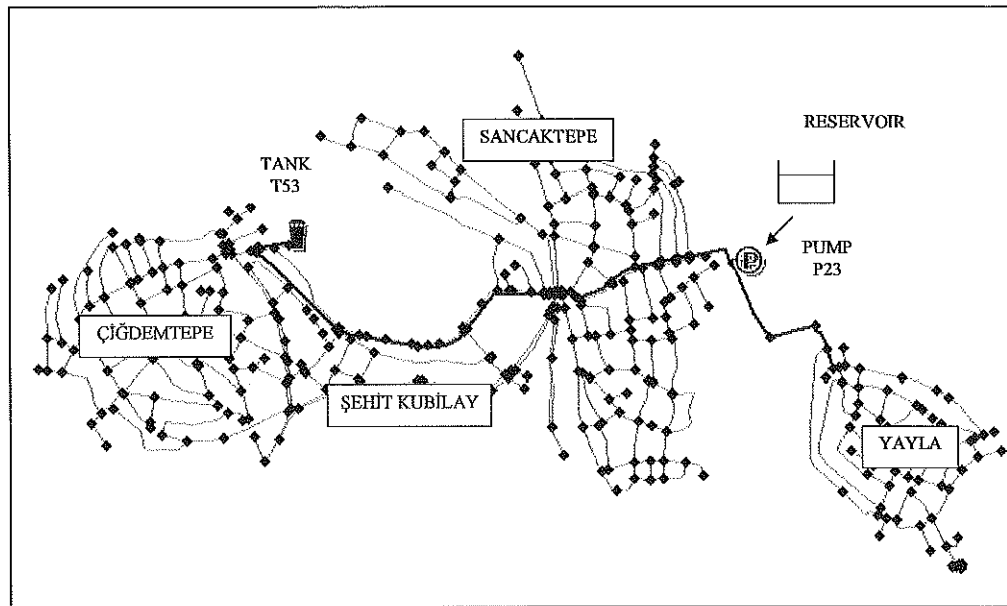 SANCAKTEPE
RESERVOIR
TANK
T53
P
PUMP
P23
ÇİĞDEMTEPE
ŞEHİT KUBİLAY
YAYLA